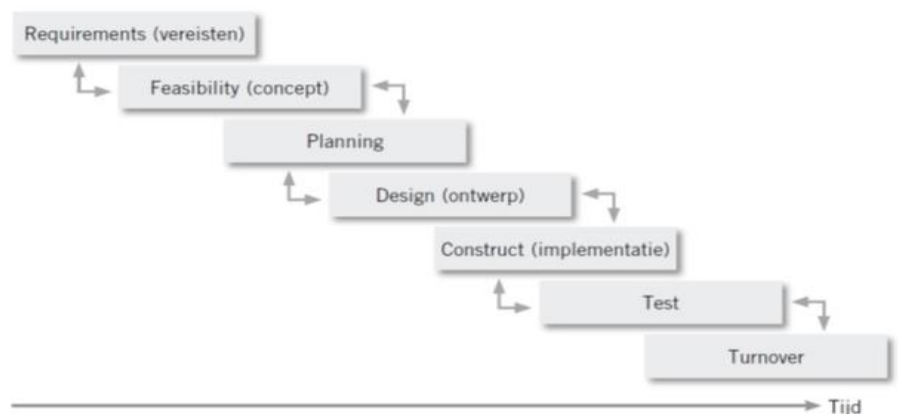 Requirements (vereisten)
Feasibility (concept)
Planning
Design (ontwerp)
Construct (implementatie)
Test
Turnover
Tijd